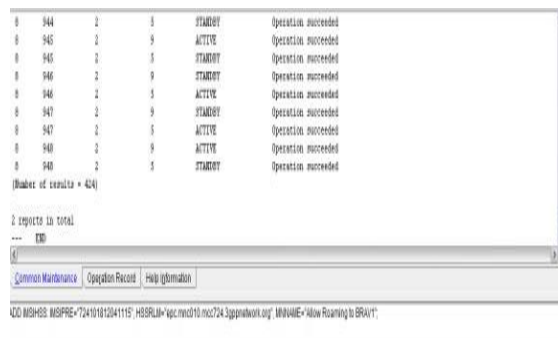 8 944 2 5 STANDBY Operation succeeded
8 945 2 9 ACTIVE Operation succeeded
8 945 2 5 STANDBY Operation succeeded
8 946 2 9 STANDBY Operation succeeded
8 946 2 5 ACTIVE Operation succeeded
8 947 2 9 STANDBY Operation succeeded
8 947 2 5 ACTIVE Operation succeeded
8 948 2 9 ACTIVE Operation succeeded
8 948 2 5 STANDBY Operation succeeded
(Number of results = 424)
2 reports in total
--- END
Common Maintenance Operation Record Help Information
ADD IMSIHSS: IMSIPRE="724101812841115", HSSRLM="epc.mnc010.mcc724.3gppnetwork.org", MNNAME="Allow Roaming to BRAV1";